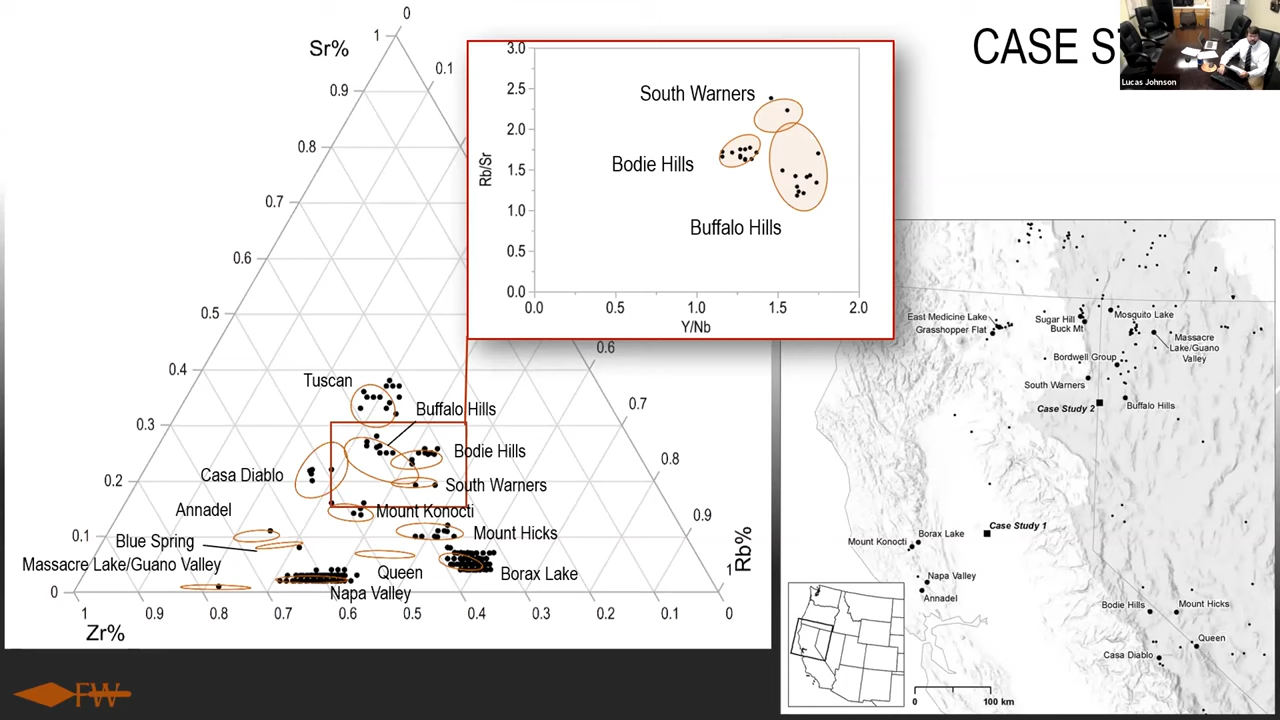 CASE S
Lucas Johnson
Sr%
0
1
0.1
0.9
0.8
0.7
0.6
0.5
0.4
0.3
0.2
0.1
0
0.6
0.7
0.8
0.9
1
Rb%
1
0.9
0.8
0.7
0.6
0.5
0.4
0.3
0.2
0.1
0
Zr%
Tuscan
Buffalo Hills
Bodie Hills
Casa Diablo
South Warners
Annadel
Mount Konocti
Mount Hicks
Blue Spring
Massacre Lake/Guano Valley
Queen
Borax Lake
Napa Valley
3.0
2.5
2.0
1.5
1.0
0.5
0.0
Rb/Sr
South Warners
Bodie Hills
Buffalo Hills
0.0
0.5
1.0
1.5
2.0
Y/Nb
East Medicine Lake
Grasshopper Flat
Sugar Hill
Buck Mt
Mosquito Lake
Massacre
Lake/Guano
Valley
Bordwell Group
South Warners
Case Study 2
Buffalo Hills
Case Study 1
Borax Lake
Mount Konocti
Napa Valley
Annadel
Bodie Hills
Mount Hicks
Queen
Casa Diablo
0
100 km
FW